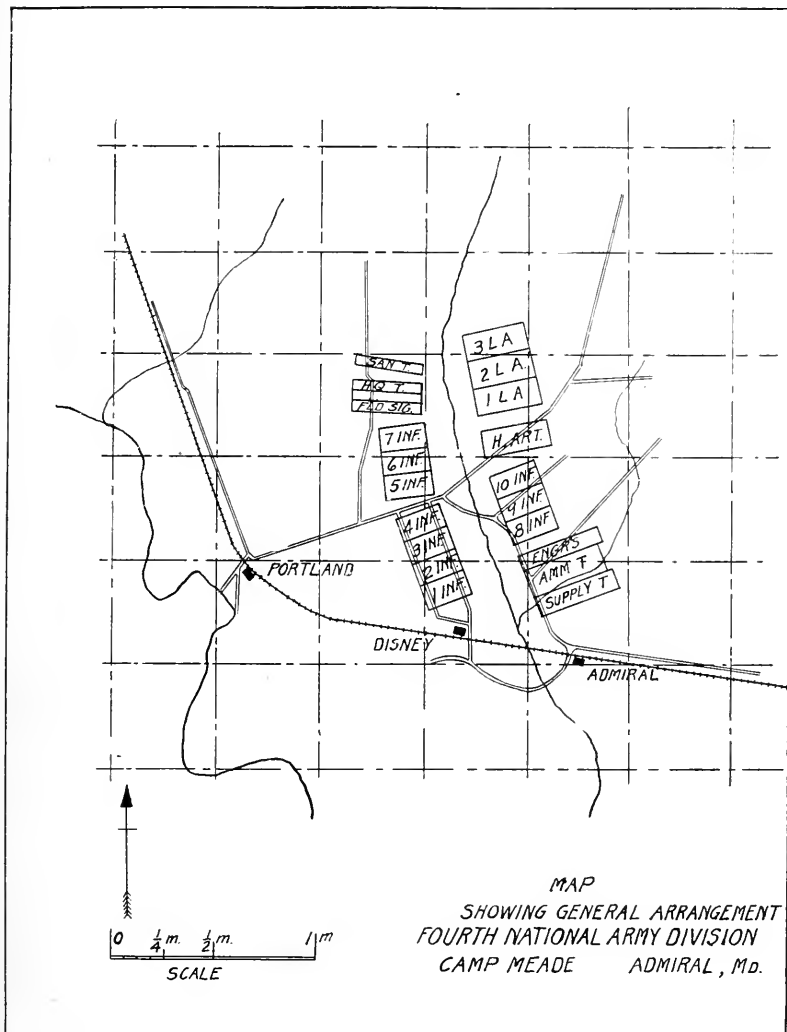 3 L A
2 L A.
1 L A
SAN T.
H Q T.
FLD SIG.
7 INF.
6 INF.
5 INF.
H. ART.
10 INF.
9 INF.
8 INF
4 INF.
3 INF.
2 INF.
1 INF.
ENGRS
AMM T
SUPPLY T
PORTLAND
DISNEY
ADMIRAL
0 1/4 m. 1/2 m. 1 m
SCALE
MAP
SHOWING GENERAL ARRANGEMENT
FOURTH NATIONAL ARMY DIVISION
CAMP MEADE ADMIRAL, MD.